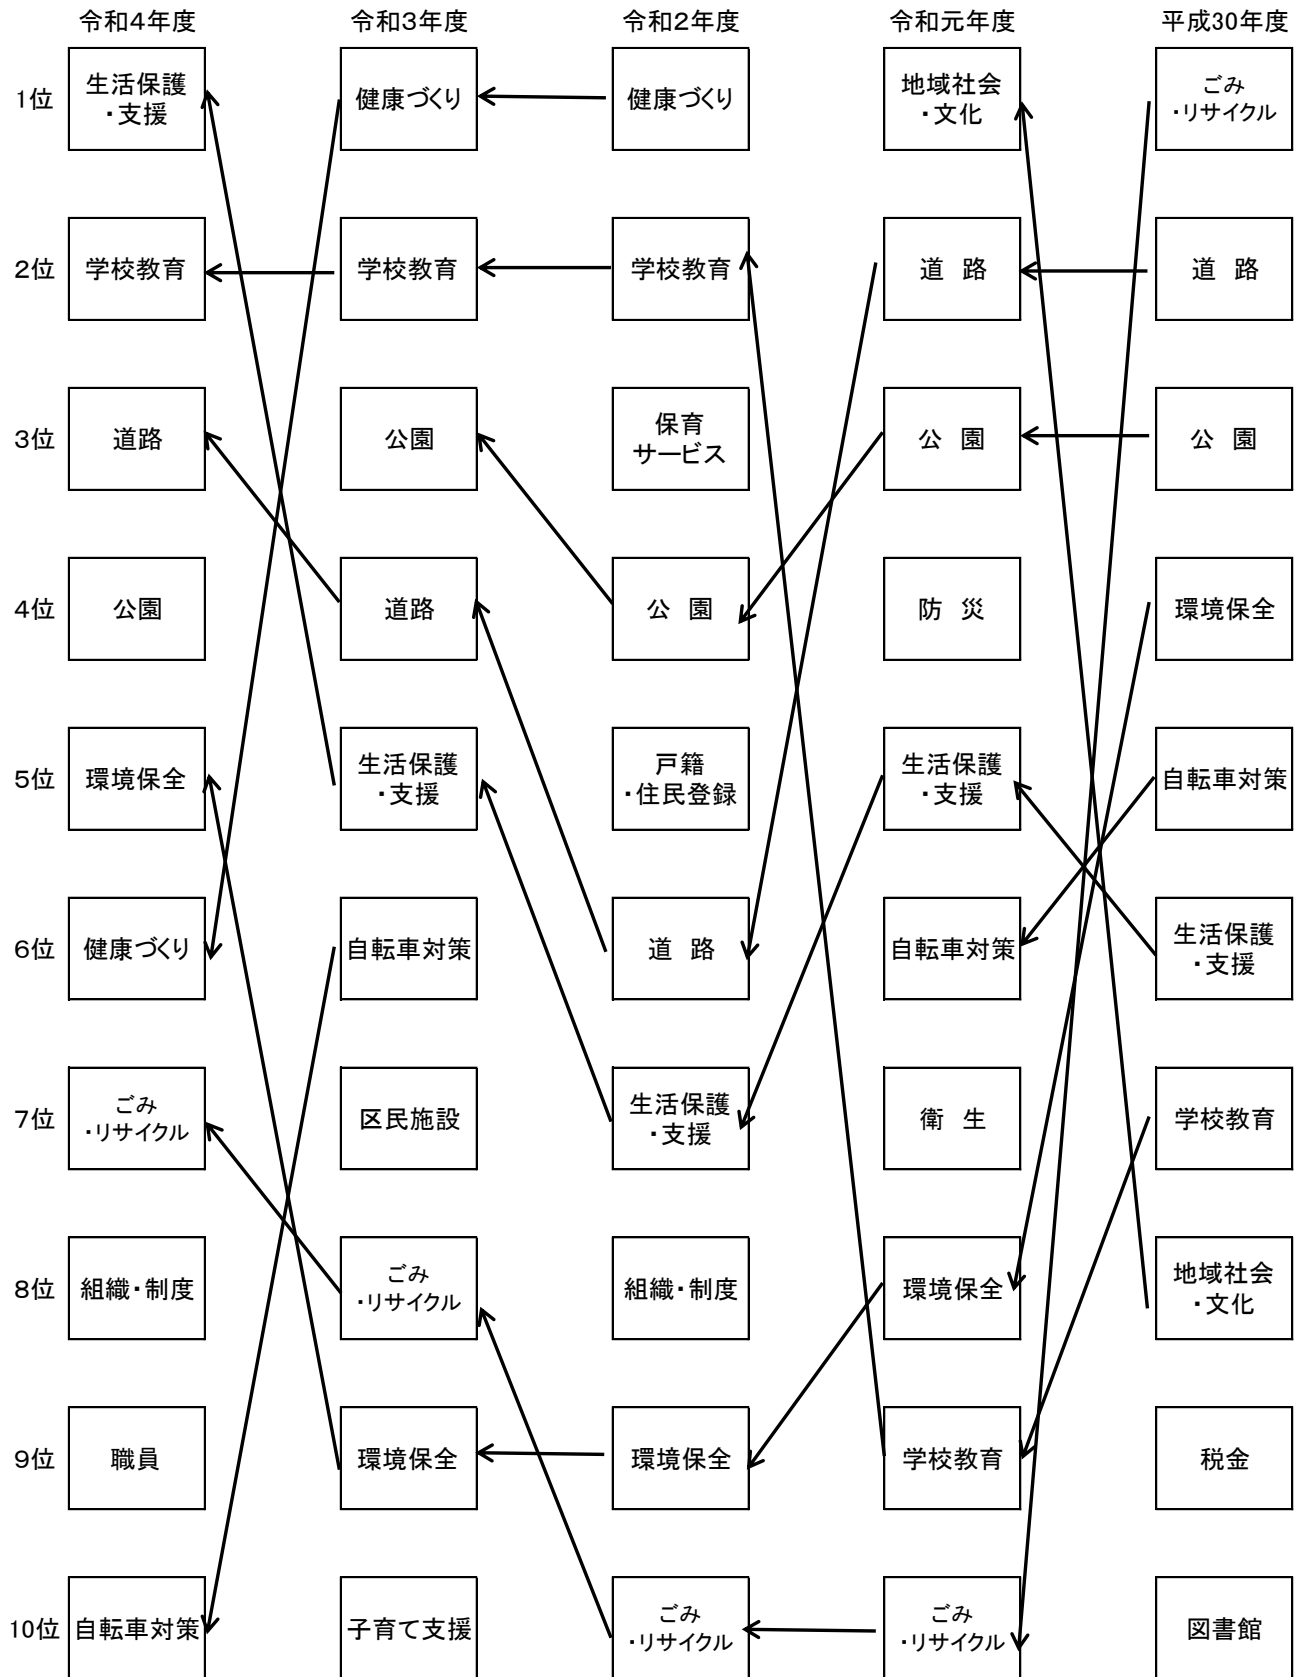 令和4年度 令和3年度 令和2年度 令和元年度 平成30年度
1位 生活保護 健康づくり 健康づくり 地域社会 ごみ
・支援 ・文化 ・リサイクル
2位 学校教育 学校教育 学校教育 道 路 道 路
3位 道路 公園 保育 公 園 公 園
サービス
4位 公園 道路 公 園 防 災 環境保全
5位 環境保全 生活保護 戸籍 生活保護 自転車対策
・支援 ・住民登録 ・支援
6位 健康づくり 自転車対策 道 路 自転車対策 生活保護
・支援
7位 ごみ 区民施設 生活保護 衛 生 学校教育
・リサイクル ・支援
8位 組織・制度 ごみ 組織・制度 環境保全 地域社会
・リサイクル ・文化
9位 職員 環境保全 環境保全 学校教育 税金
10位 自転車対策 子育て支援 ごみ ごみ 図書館
・リサイクル ・リサイクル